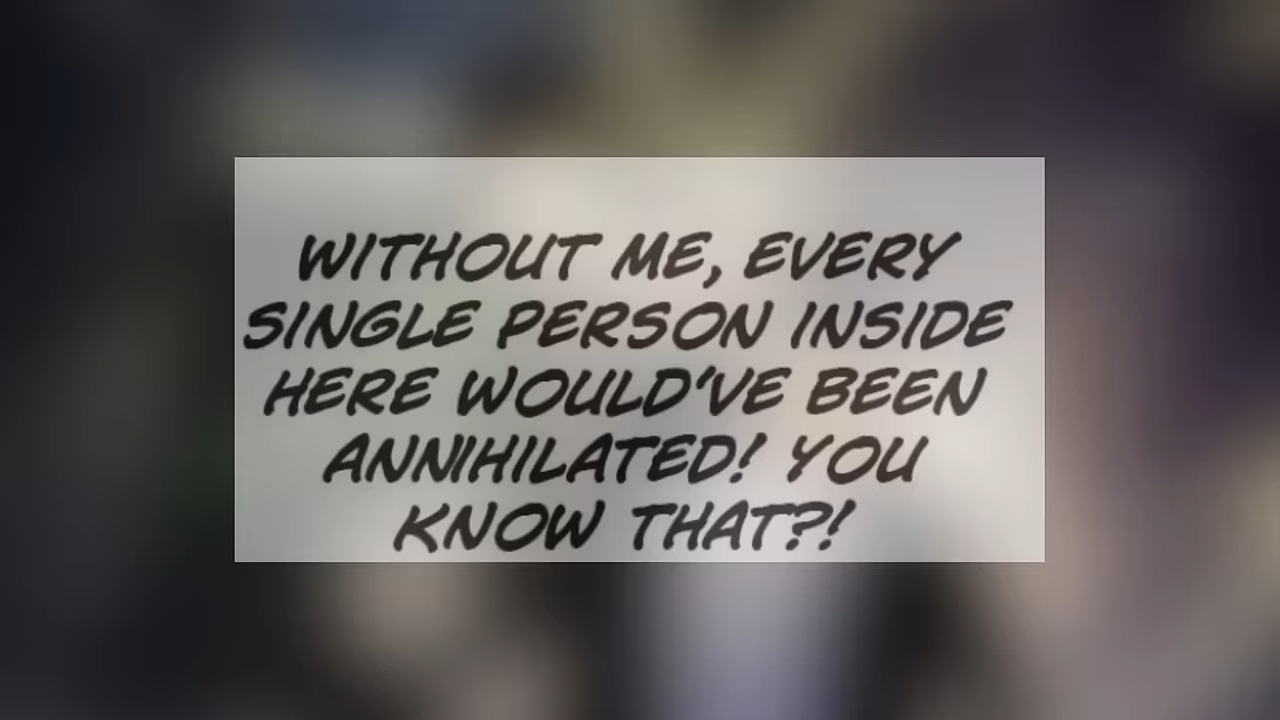 WITHOUT ME, EVERY
SINGLE PERSON INSIDE
HERE WOULD'VE BEEN
ANNIHILATED! YOU
KNOW THAT?!